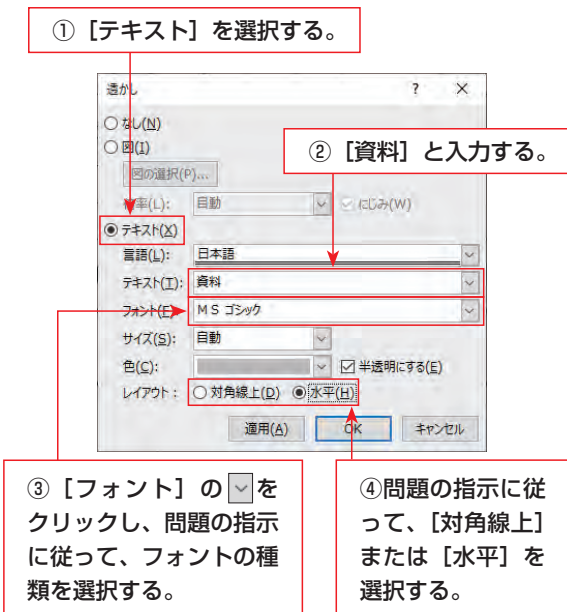 ①［テキスト］を選択する。
透かし ? ×
なし(N)
図(I)
②［資料］と入力する。
図の選択(P)...
率(L): 自動 にじみ(W)
テキスト(X)
言語(L): 日本語
テキスト(T): 資料
フォント(F) ＭＳ ゴシック
サイズ(S): 自動
色(C): 半透明にする(E)
レイアウト： 対角線上(D) 水平(H)
適用(A) OK キャンセル
③［フォント］の を
クリックし、問題の指示
に従って、フォントの種
類を選択する。
④問題の指示に従
って、［対角線上］
または［水平］を
選択する。